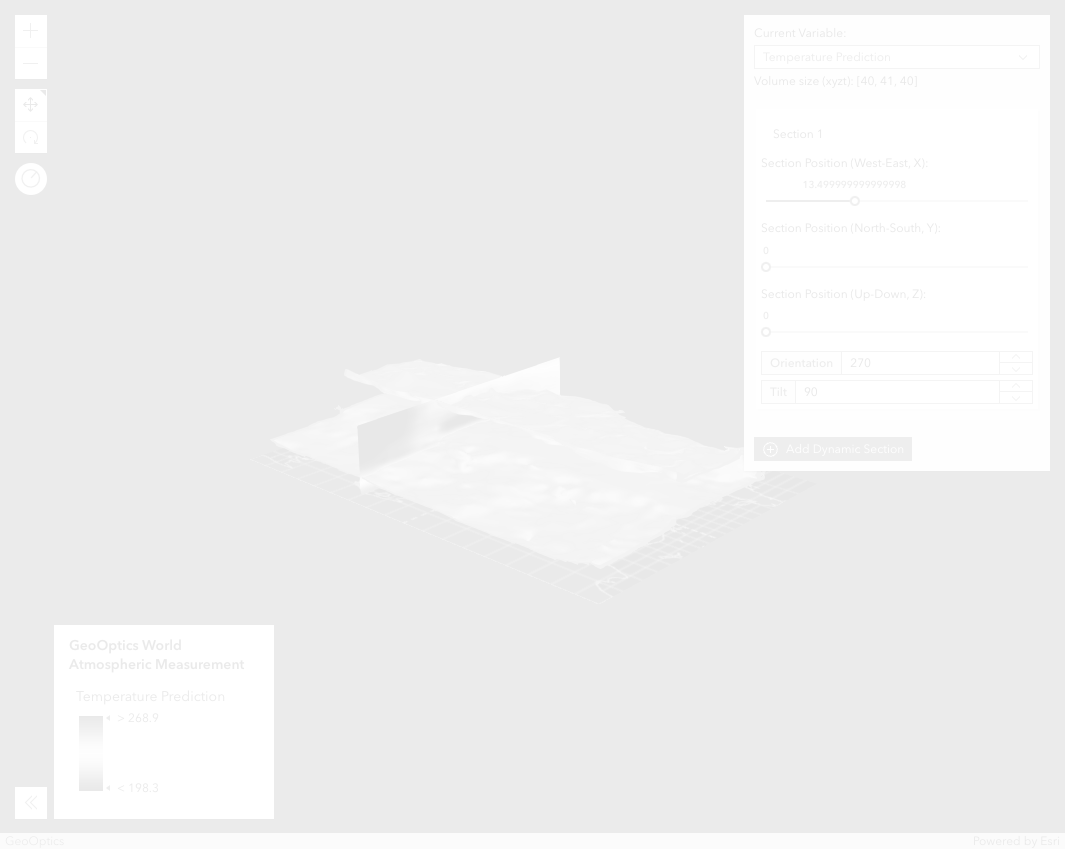 Current Variable:
Temperature Prediction
Volume size (xyzt): [40, 41, 40]
Section 1
Section Position (West-East, X):
13.499999999999998
Section Position (North-South, Y):
0
Section Position (Up-Down, Z):
0
Orientation 270
Tilt 90
Add Dynamic Section
GeoOptics World
Atmospheric Measurement
Temperature Prediction
> 268.9
< 198.3
GeoOptics
Powered by Esri